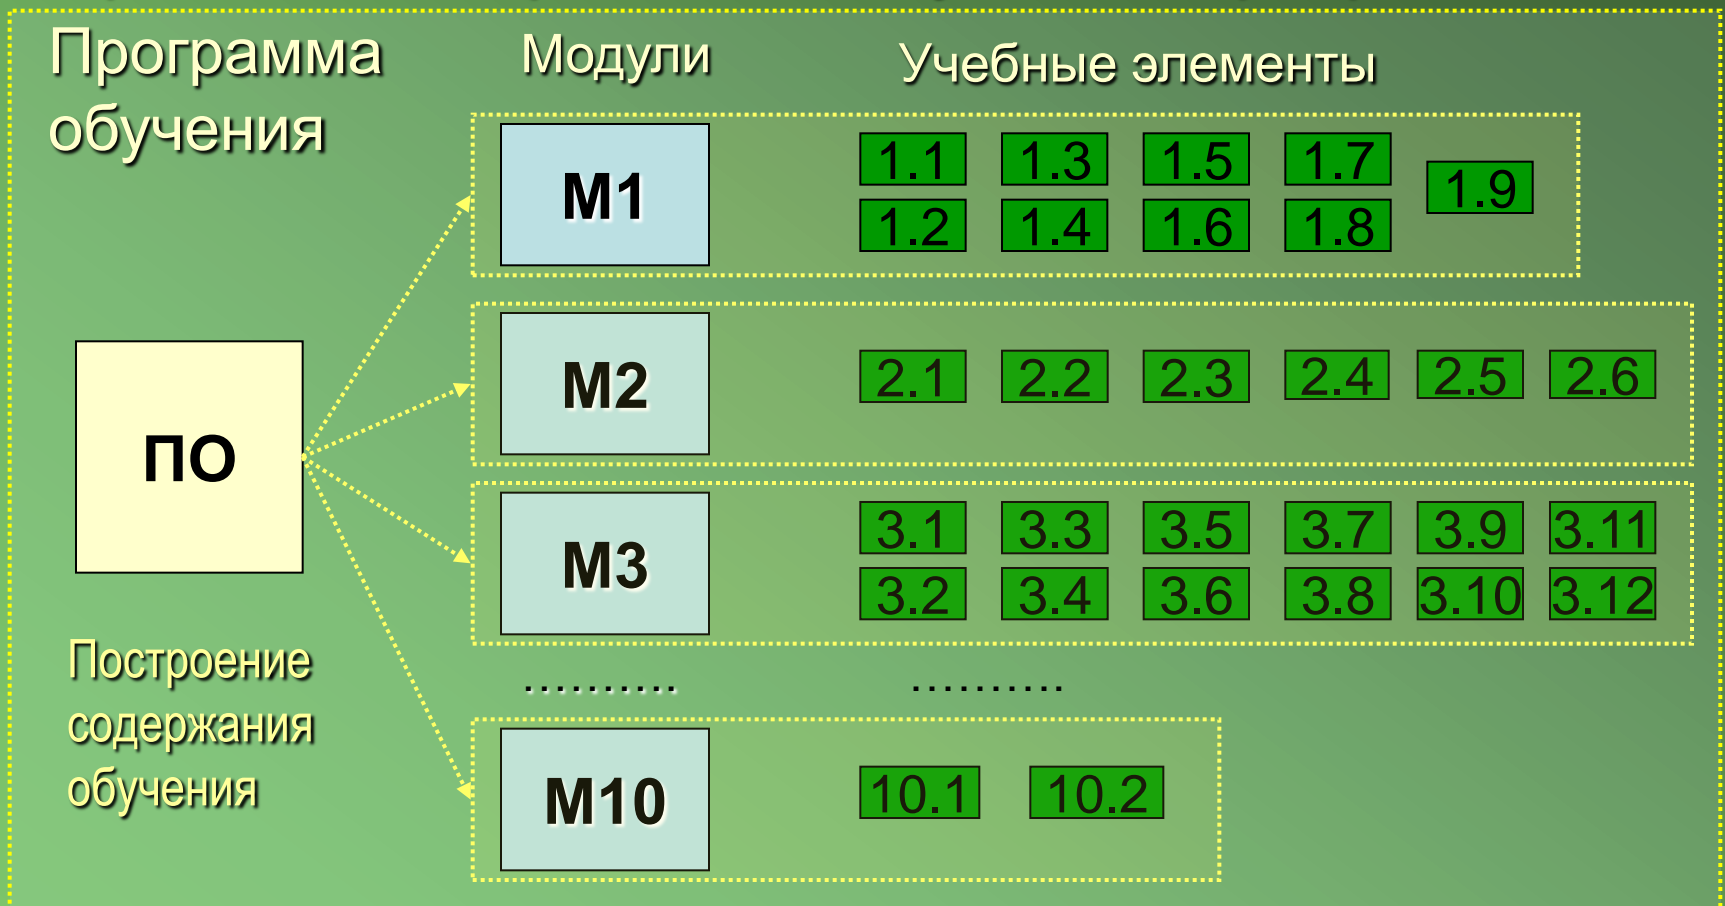 Программа
обучения
Модули
Учебные элементы
М1
1.1 1.3 1.5 1.7
1.9
1.2 1.4 1.6 1.8
М2
2.1 2.2 2.3 2.4 2.5 2.6
ПО
М3
3.1 3.3 3.5 3.7 3.9 3.11
3.2 3.4 3.6 3.8 3.10 3.12
Построение
содержания
обучения
.......... ..........
М10
10.1 10.2